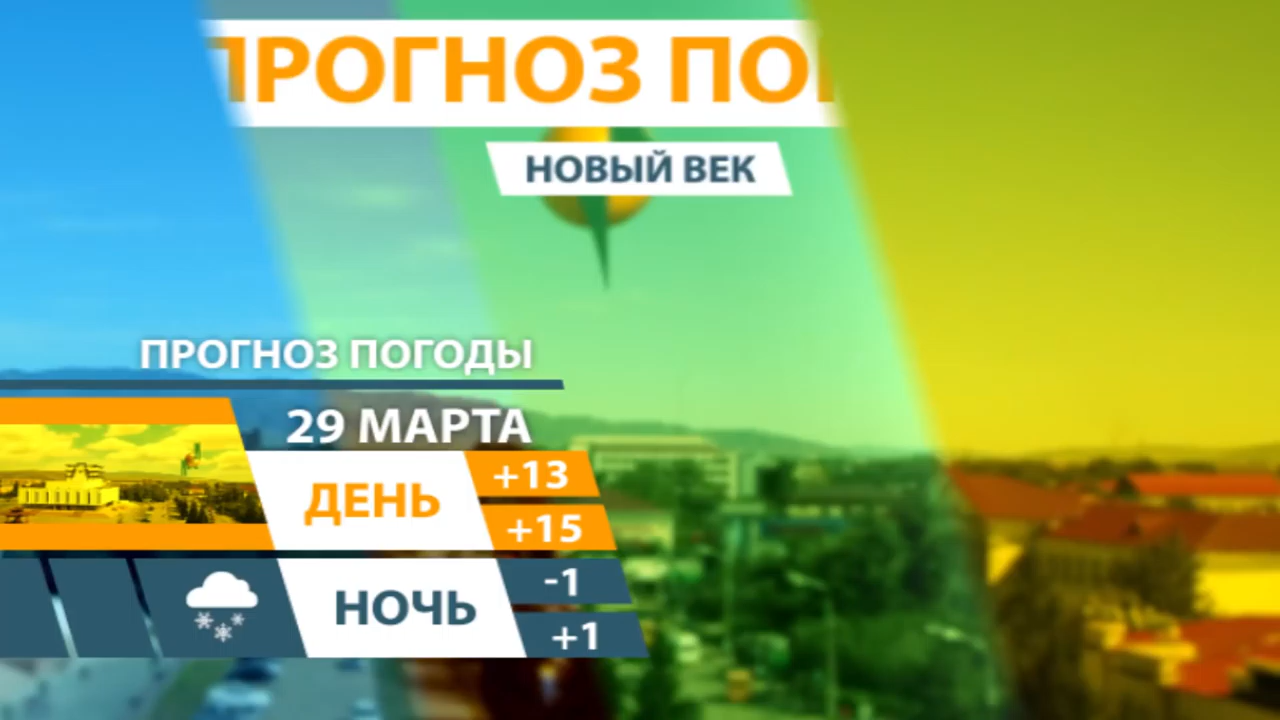 ПРОГНОЗ ПО
НОВЫЙ ВЕК
ПРОГНОЗ ПОГОДЫ
29 МАРТА
ДЕНЬ
+13
+15
НОЧЬ
-1
+1